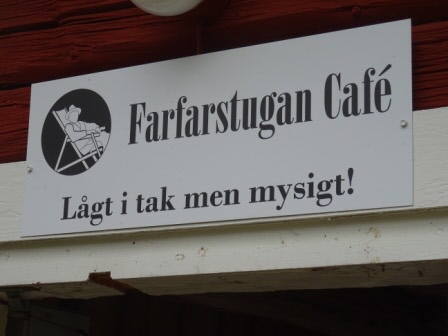 Farfarstugan Café
Lågt i tak men mysigt!